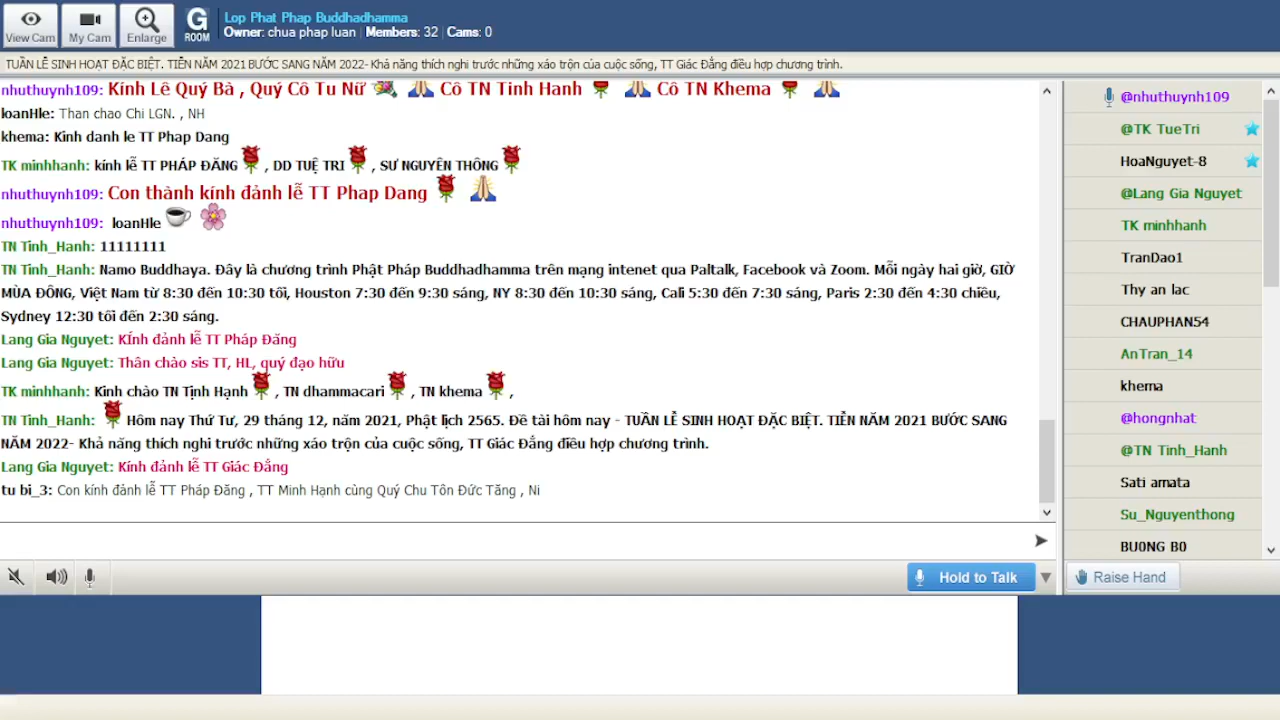 View Cam
My Cam
Enlarge
G
ROOM
Lop Phat Phap Buddhadhamma
Owner: chua phap luan | Members: 32 | Cams: 0
TUẦN LỄ SINH HOẠT ĐẶC BIỆT. TIỄN NĂM 2021 BƯỚC SANG NĂM 2022- Khả năng thích nghi trước những xáo trộn của cuộc sống, TT Giác Đẳng điều hợp chương trình.
nhuthuynh109: Kính Lễ Quý Bà , Quý Cô Tu Nữ Cô TN Tinh Hanh Cô TN Khema
loanHle: Than chao Chi LGN. , NH
khema: Kinh danh le TT Phap Dang
TK minhhanh: kính lễ TT PHÁP ĐĂNG , DD TUỆ TRI , SƯ NGUYÊN THÔNG
nhuthuynh109: Con thành kính đảnh lễ TT Phap Dang
nhuthuynh109: loanHle
TN Tinh_Hanh: 11111111
TN Tinh_Hanh: Namo Buddhaya. Đây là chương trình Phật Pháp Buddhadhamma trên mạng intenet qua Paltalk, Facebook và Zoom. Mỗi ngày hai giờ, GIỜ
MÙA ĐÔNG, Việt Nam từ 8:30 đến 10:30 tối, Houston 7:30 đến 9:30 sáng, NY 8:30 đến 10:30 sáng, Cali 5:30 đến 7:30 sáng, Paris 2:30 đến 4:30 chiều,
Sydney 12:30 tối đến 2:30 sáng.
Lang Gia Nguyet: KÍnh đảnh lễ TT Pháp Đăng
Lang Gia Nguyet: Thân chào sis TT, HL, quý đạo hữu
TK minhhanh: Kinh chào TN Tịnh Hạnh , TN dhammacari , TN khema ,
TN Tinh_Hanh: Hôm nay Thứ Tư, 29 tháng 12, năm 2021, Phật lịch 2565. Đề tài hôm nay - TUẦN LỄ SINH HOẠT ĐẶC BIỆT. TIỄN NĂM 2021 BƯỚC SANG
NĂM 2022- Khả năng thích nghi trước những xáo trộn của cuộc sống, TT Giác Đẳng điều hợp chương trình.
Lang Gia Nguyet: Kính đảnh lễ TT Giác Đẳng
tu bi_3: Con kính đảnh lễ TT Pháp Đăng , TT Minh Hạnh cùng Quý Chu Tôn Đức Tăng , Ni
Hold to Talk
@nhuthuynh109
@TK TueTri
HoaNguyet-8
@Lang Gia Nguyet
TK minhhanh
TranDao1
Thy an lac
CHAUPHAN54
AnTran_14
khema
@hongnhat
@TN Tinh_Hanh
Sati amata
Su_Nguyenthong
BU0NG B0
Raise Hand